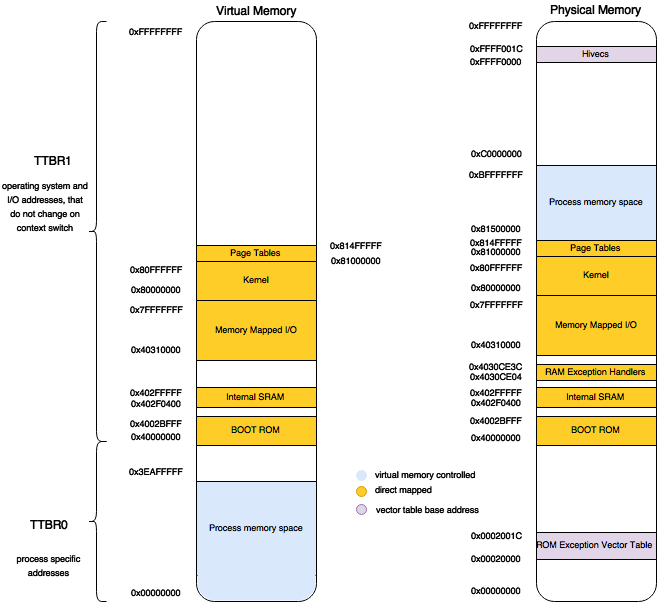 Virtual Memory
0xFFFFFFFF
TTBR1
operating system and
I/O addresses, that
do not change on
context switch
Page Tables
0x814FFFFF
0x81000000
0x80FFFFFF
Kernel
0x80000000
0x7FFFFFFF
Memory Mapped I/O
0x40310000
0x402FFFFF
Internal SRAM
0x402F0400
0x4002BFFF
BOOT ROM
0x40000000
0x3EAFFFFF
TTBR0
process specific
addresses
Process memory space
0x00000000
Physical Memory
0xFFFFFFFF
0xFFFF001C
Hivecs
0xFFFF0000
0xC0000000
0xBFFFFFFF
Process memory space
0x81500000
0x814FFFFF
Page Tables
0x81000000
0x80FFFFFF
Kernel
0x80000000
0x7FFFFFFF
Memory Mapped I/O
0x40310000
0x4030CE3C
RAM Exception Handlers
0x4030CE04
0x402FFFFF
Internal SRAM
0x402F0400
0x4002BFFF
BOOT ROM
0x40000000
virtual memory controlled
direct mapped
vector table base address
0x0002001C
ROM Exception Vector Table
0x00020000
0x00000000